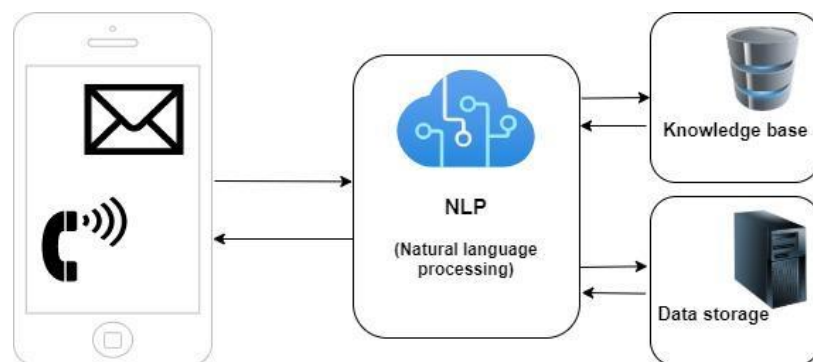 Knowledge base
NLP
(Natural language
processing)
Data storage